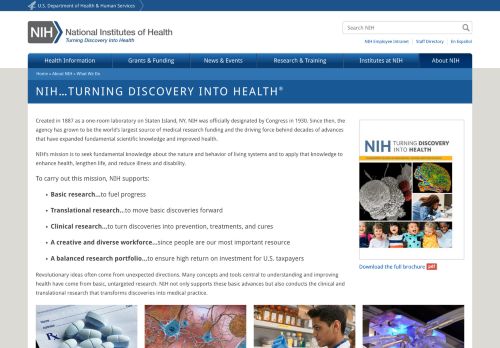 U.S. Department of Health & Human Services
NIH National Institutes of Health
Turning Discovery Into Health
Search NIH
NIH Employee Intranet | Staff Directory | En Español
Health Information
Grants & Funding
News & Events
Research & Training
Institutes at NIH
About NIH
Home » About NIH » What We Do
NIH…TURNING DISCOVERY INTO HEALTH®
Created in 1887 as a one-room laboratory on Staten Island, NY, NIH was officially designated by Congress in 1930. Since then, the
agency has grown to be the world's largest source of medical research funding and the driving force behind decades of advances
that have expanded fundamental scientific knowledge and improved health.
NIH's mission is to seek fundamental knowledge about the nature and behavior of living systems and to apply that knowledge to
enhance health, lengthen life, and reduce illness and disability.
To carry out this mission, NIH supports:
• Basic research…to fuel progress
• Translational research…to move basic discoveries forward
• Clinical research…to turn discoveries into prevention, treatments, and cures
• A creative and diverse workforce…since people are our most important resource
• A balanced research portfolio…to ensure high return on investment for U.S. taxpayers
Revolutionary ideas often come from unexpected directions. Many concepts and tools central to understanding and improving
health have come from basic, untargeted research. NIH not only supports these basic advances but also conducts the clinical and
translational research that transforms discoveries into medical practice.
NIH TURNING DISCOVERY
INTO HEALTH
Download the full brochure pdf